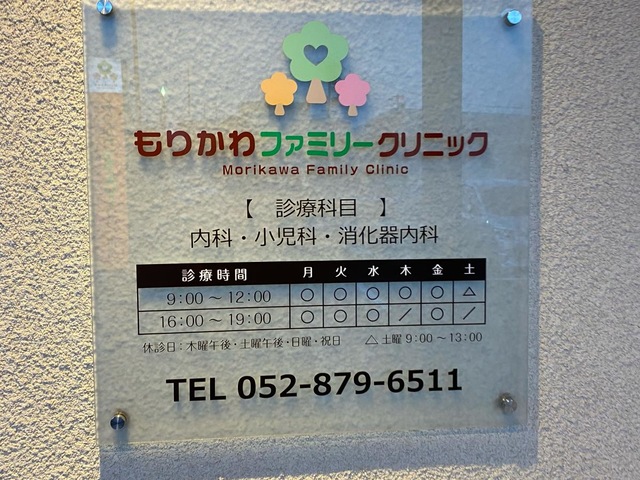 もりかわファミリークリニック
Morikawa Family Clinic
【 診療科目 】
内科・小児科・消化器内科
診療時間 月 火 水 木 金 土
9:00～12:00 ○ ○ ○ ○ ○ △
16:00～19:00 ○ ○ ○ ／ ○ ／
休診日：木曜午後・土曜午後・日曜・祝日 △土曜 9:00～13:00
TEL 052-879-6511